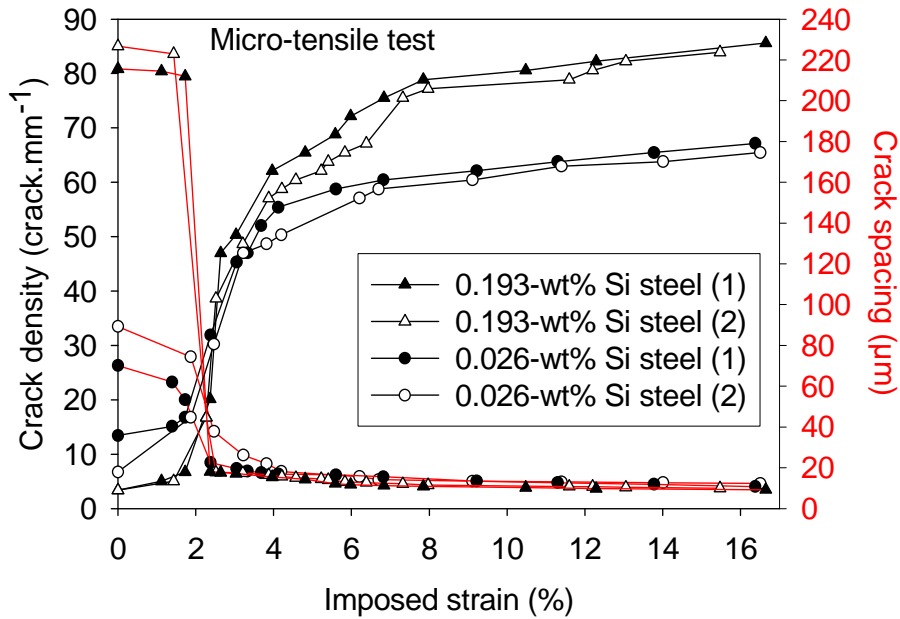 Micro-tensile test
90
80
70
60
50
40
30
20
10
0
Crack density (crack.mm-1)
240
220
200
180
160
140
120
100
80
60
40
20
0
Crack spacing
(μm)
0.193-wt% Si steel (1)
0.193-wt% Si steel (2)
0.026-wt% Si steel (1)
0.026-wt% Si steel (2)
0 2 4 6 8 10 12 14 16
Imposed strain (%)